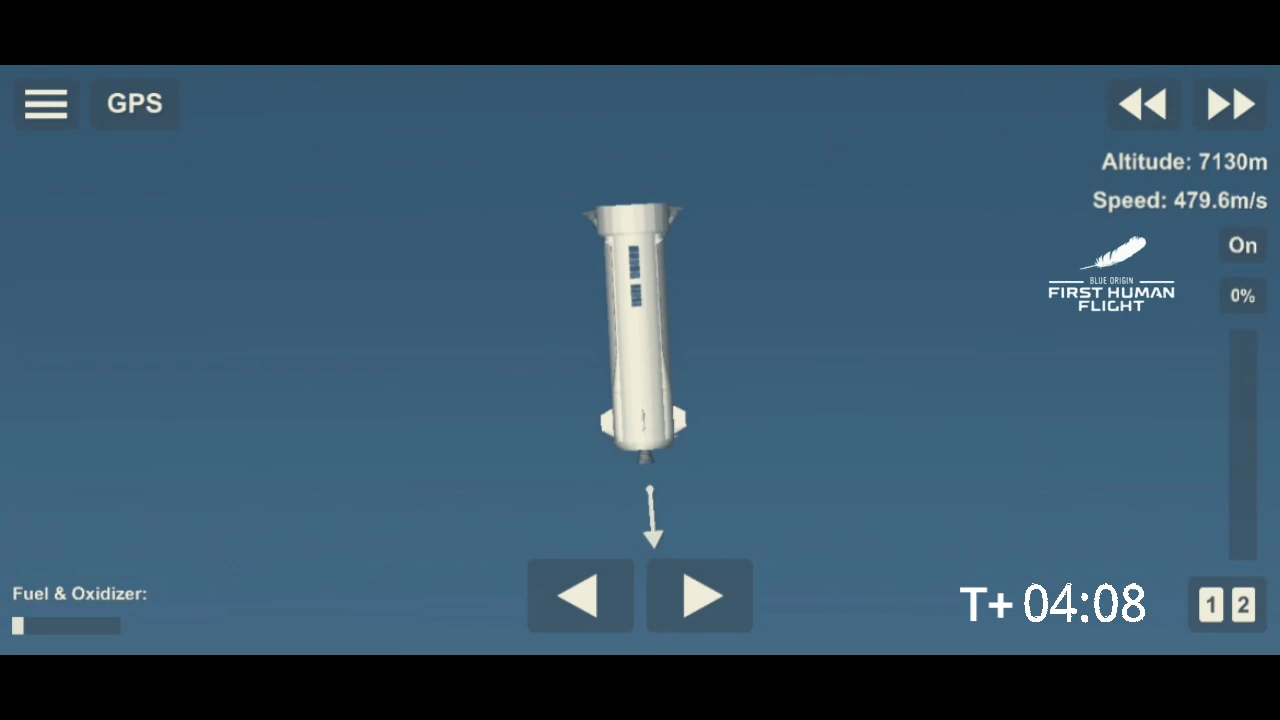 GPS
Altitude: 7130m
Speed: 479.6m/s
On
BLUE ORIGIN
FIRST HUMAN
FLIGHT
0%
Fuel & Oxidizer:
T+ 04:08
1 2